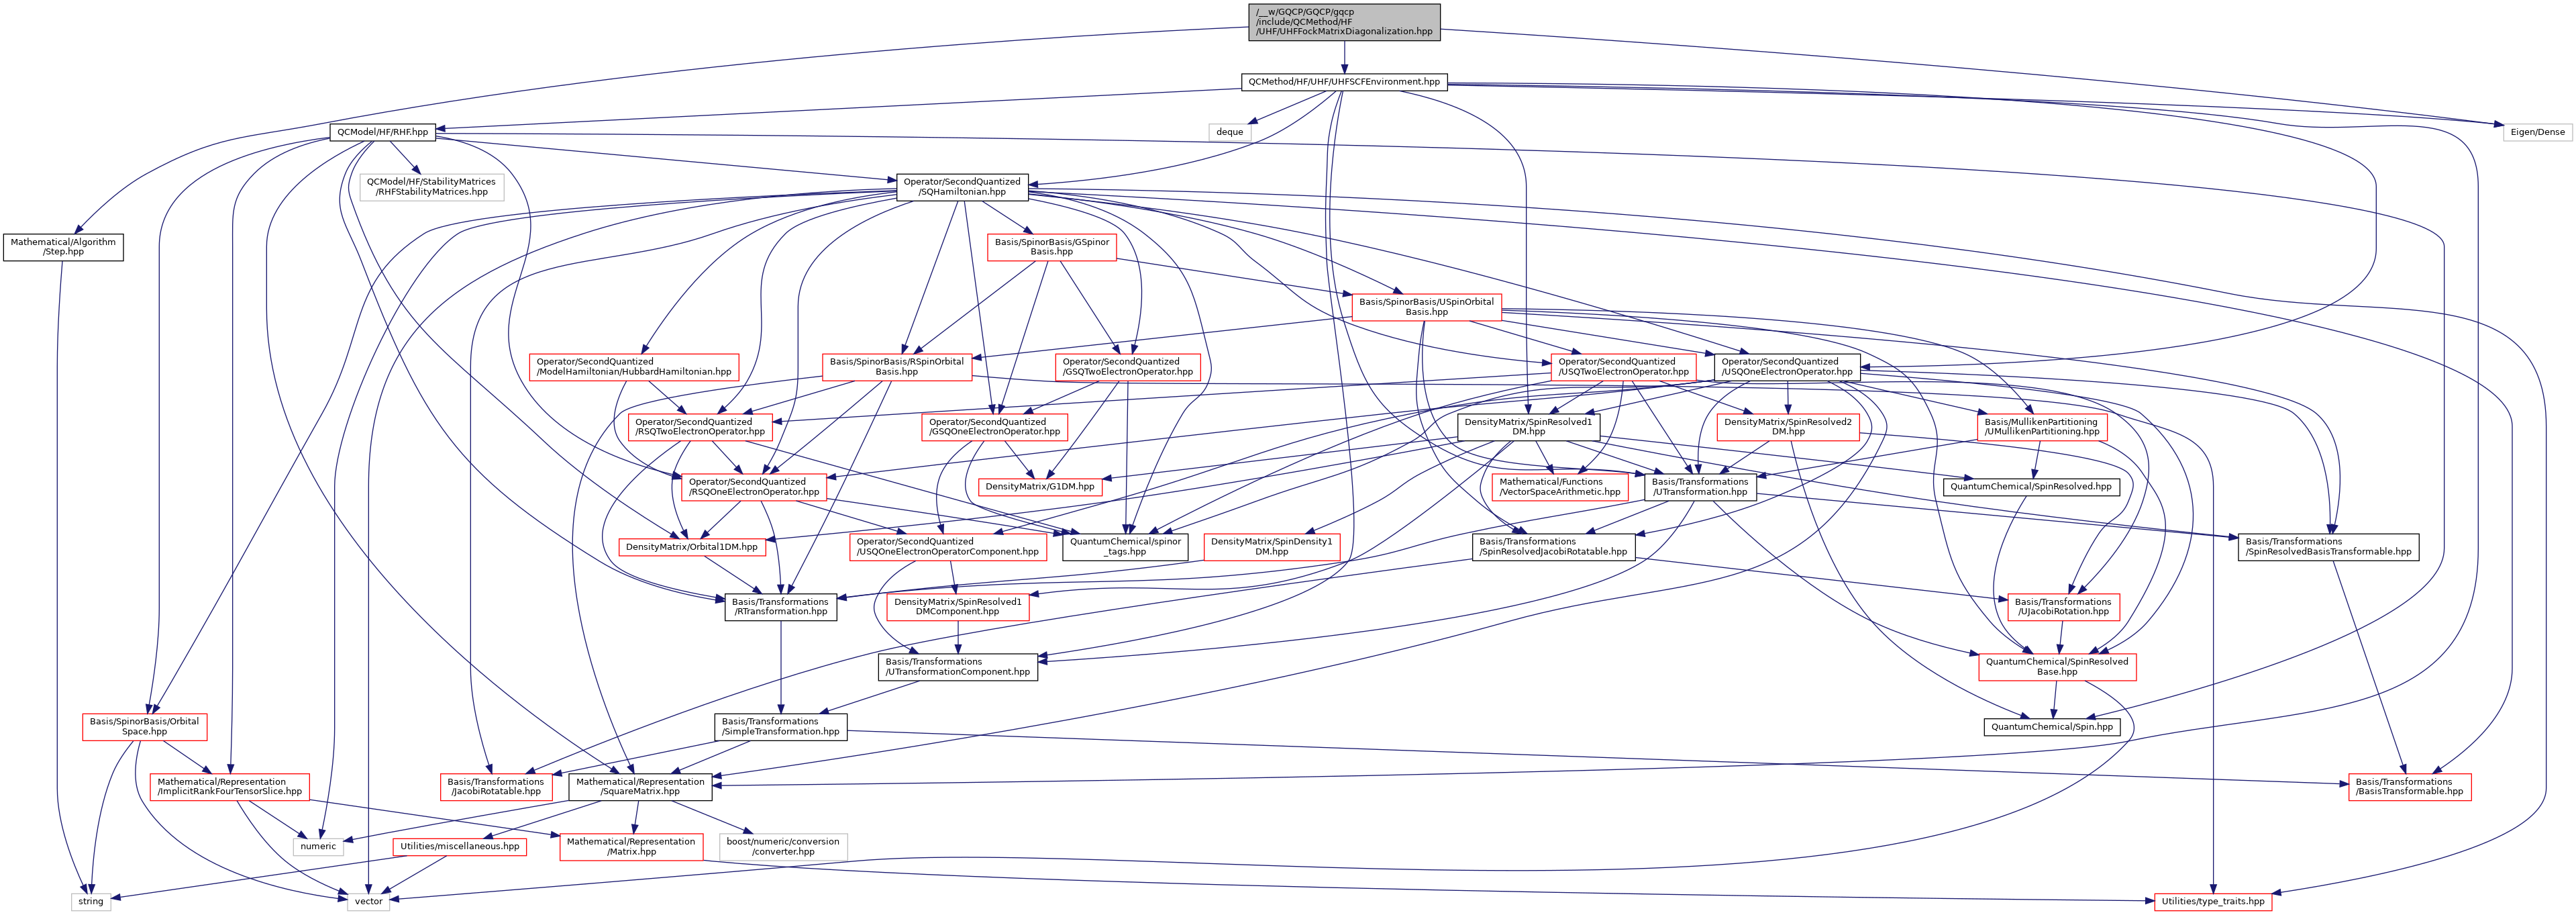 /__w/GQCP/GQCP/gqcp
/include/QCMethod/HF
/UHF/UHFFockMatrixDiagonalization.hpp
QCMethod/HF/UHF/UHFSCFEnvironment.hpp
QCModel/HF/RHF.hpp
deque
Eigen/Dense
QCModel/HF/StabilityMatrices
/RHFStabilityMatrices.hpp
Operator/SecondQuantized
/SQHamiltonian.hpp
Mathematical/Algorithm
/Step.hpp
Basis/SpinorBasis/GSpinor
Basis.hpp
Basis/SpinorBasis/USpinOrbital
Basis.hpp
Operator/SecondQuantized
/ModelHamiltonian/HubbardHamiltonian.hpp
Basis/SpinorBasis/RSpinOrbital
Basis.hpp
Operator/SecondQuantized
/GSQTwoElectronOperator.hpp
Operator/SecondQuantized
/USQTwoElectronOperator.hpp
Operator/SecondQuantized
/USQOneElectronOperator.hpp
Operator/SecondQuantized
/RSQTwoElectronOperator.hpp
Operator/SecondQuantized
/GSQOneElectronOperator.hpp
DensityMatrix/SpinResolved1
DM.hpp
DensityMatrix/SpinResolved2
DM.hpp
Basis/MullikenPartitioning
/UMullikenPartitioning.hpp
Operator/SecondQuantized
/RSQOneElectronOperator.hpp
DensityMatrix/G1DM.hpp
Mathematical/Functions
/VectorSpaceArithmetic.hpp
Basis/Transformations
/UTransformation.hpp
QuantumChemical/SpinResolved.hpp
DensityMatrix/Orbital1DM.hpp
Operator/SecondQuantized
/USQOneElectronOperatorComponent.hpp
QuantumChemical/spinor
_tags.hpp
DensityMatrix/SpinDensity1
DM.hpp
Basis/Transformations
/SpinResolvedJacobiRotatable.hpp
Basis/Transformations
/SpinResolvedBasisTransformable.hpp
Basis/Transformations
/RTransformation.hpp
DensityMatrix/SpinResolved1
DMComponent.hpp
Basis/Transformations
/UJacobiRotation.hpp
Basis/Transformations
/UTransformationComponent.hpp
QuantumChemical/SpinResolved
Base.hpp
Basis/SpinorBasis/Orbital
Space.hpp
Basis/Transformations
/SimpleTransformation.hpp
QuantumChemical/Spin.hpp
Mathematical/Representation
/ImplicitRankFourTensorSlice.hpp
Basis/Transformations
/JacobiRotatable.hpp
Mathematical/Representation
/SquareMatrix.hpp
Basis/Transformations
/BasisTransformable.hpp
numeric
Utilities/miscellaneous.hpp
Mathematical/Representation
/Matrix.hpp
boost/numeric/conversion
/converter.hpp
string
vector
Utilities/type_traits.hpp